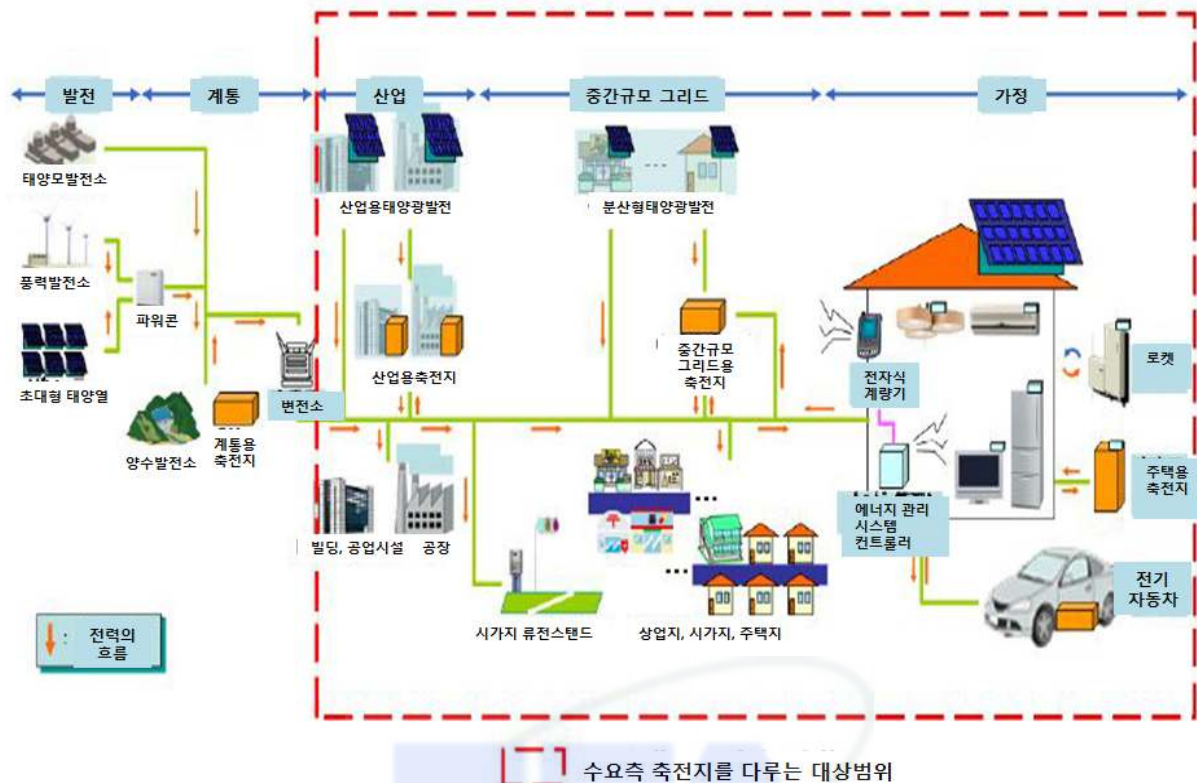 발전
계통
산업
중간규모 그리드
가정
태양모발전소
산업용태양광발전
분산형태양광발전
풍력발전소
파워콘
초대형 태양열
변전소
양수발전소
계통용
축전지
산업용축전지
중간규모
그리드용
축전지
전자식
계량기
로켓
주택용
축전지
에너지 관리
시스템
컨트롤러
전기
자동차
빌딩, 공업시설
공장
시가지 류전스탠드
상업지, 시가지, 주택지
: 전력의
흐름
수요측 축전지를 다루는 대상범위